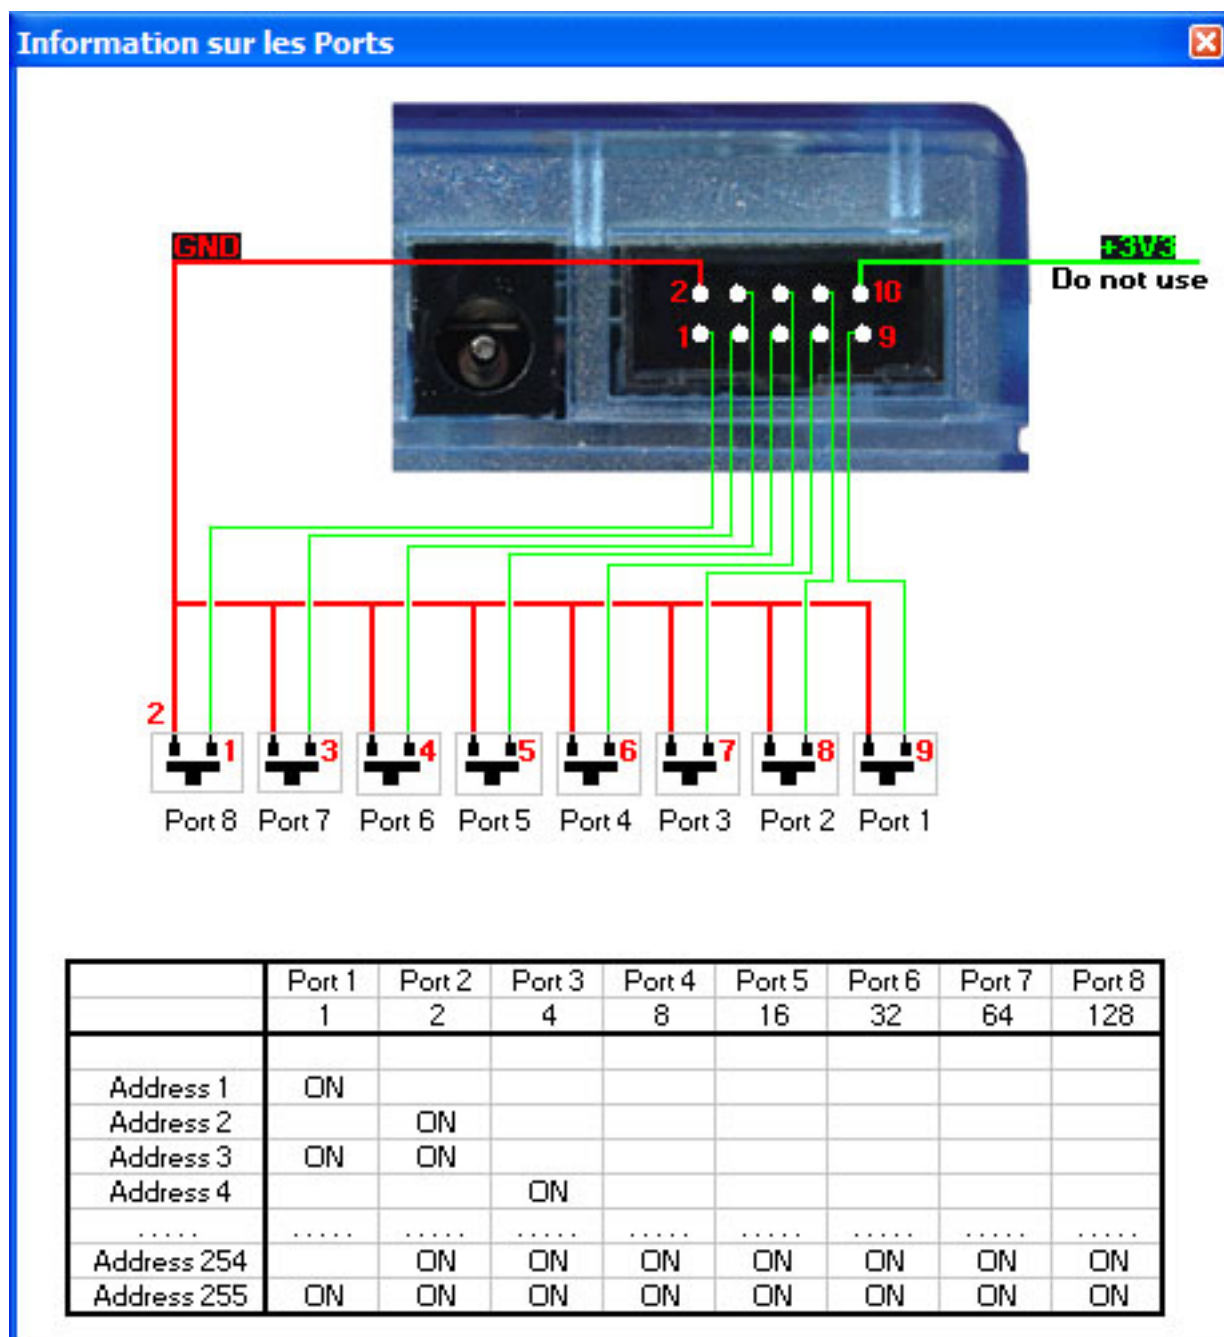 Information sur les Ports
GND
+3V3
Do not use
2 10
1 9
2
1 3 4 5 6 7 8 9
Port 8 Port 7 Port 6 Port 5 Port 4 Port 3 Port 2 Port 1
Port 1 Port 2 Port 3 Port 4 Port 5 Port 6 Port 7 Port 8
1 2 4 8 16 32 64 128
Address 1 ON
Address 2 ON
Address 3 ON ON
Address 4 ON
..... ..... ..... ..... ..... ..... ..... ..... .....
Address 254 ON ON ON ON ON ON ON
Address 255 ON ON ON ON ON ON ON ON